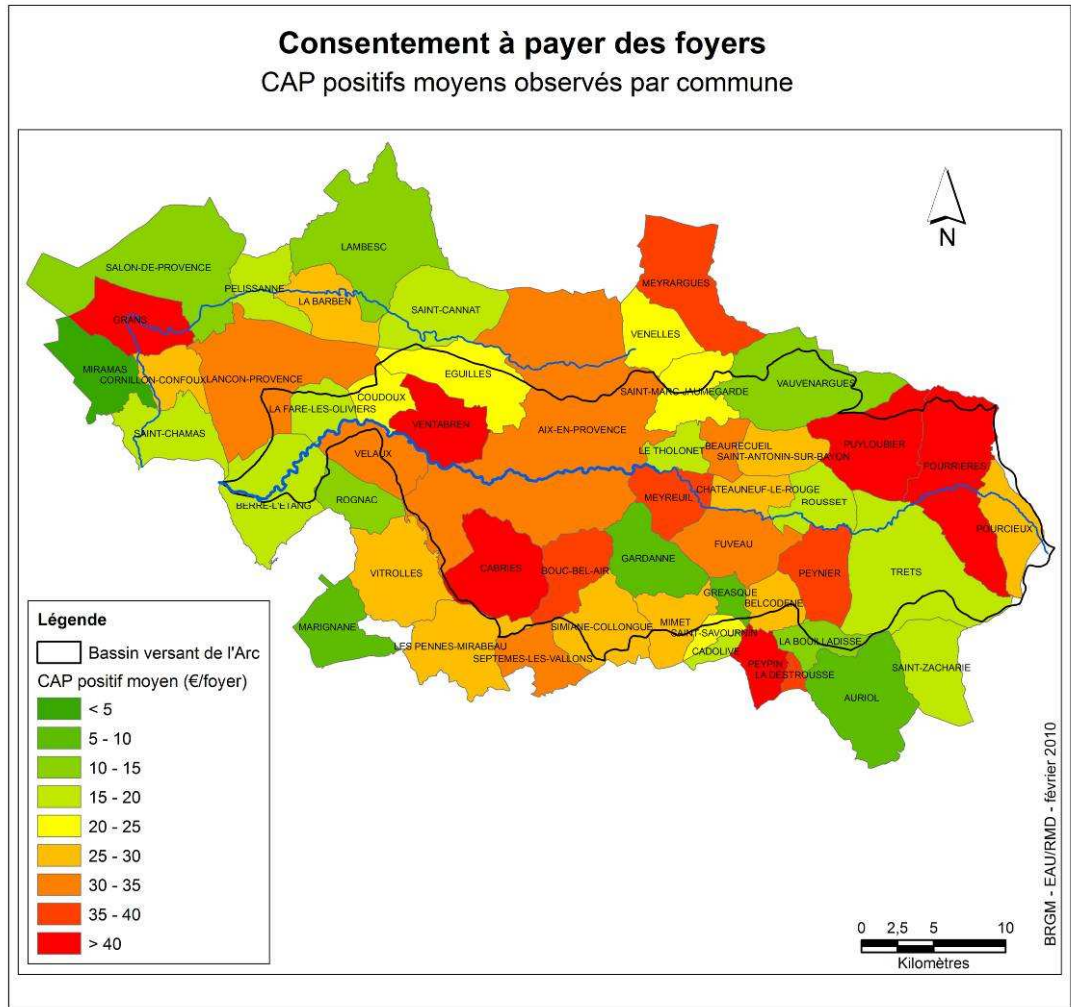 Consentement à payer des foyers
CAP positifs moyens observés par commune
N
LAMBESC
SALON-DE-PROVENCE
MEYRARGUES
PELISSANNE
LA BARBEN
SAINT-CANNAT
GRANS
VENELLES
MIRAMAS
CORNILLON-CONFOUX
LANCON-PROVENCE
EGUILLES
SAINT-MARC-JAUMEGARDE
VAUVENARGUES
COUDOUX
LA FARE-LES-OLIVIERS
SAINT-CHAMAS
VENTABREN
AIX-EN-PROVENCE
LE THOLONET
BEAURECUEIL
SAINT-ANTONIN-SUR-BAYON
PUYLOUBIER
VELAUX
POURRIERES
BERRE-L'ETANG
ROGNAC
MEYREUIL
CHATEAUNEUF-LE-ROUGE
ROUSSET
POURCIEUX
VITROLLES
CABRIES
BOUC-BEL-AIR
GARDANNE
FUVEAU
PEYNIER
TRETS
GREASQUE
BELCODENE
MARIGNANE
LES PENNES-MIRABEAU
SIMIANE-COLLONGUE
MIMET
SAINT-SAVOURNIN
CADOLIVE
LA BOUILLADISSE
SEPTEMES-LES-VALLONS
PEYPIN
LA DESTROUSSE
SAINT-ZACHARIE
AURIOL
Légende
Bassin versant de l'Arc
CAP positif moyen (€/foyer)
< 5
5 - 10
10 - 15
15 - 20
20 - 25
25 - 30
30 - 35
35 - 40
> 40
0 2,5 5 10
Kilomètres
BRGM - EAU/RMD - février 2010